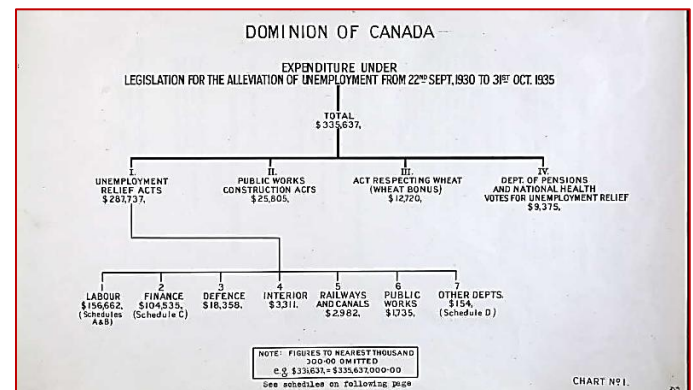 DOMINION OF CANADA
EXPENDITURE UNDER
LEGISLATION FOR THE ALLEVIATION OF UNEMPLOYMENT FROM 22ND SEPT, 1930 TO 31ST OCT. 1935
TOTAL
$335,637,
I.
UNEMPLOYMENT
RELIEF ACTS
$287,737,
II.
PUBLIC WORKS
CONSTRUCTION ACTS
$25,805,
III.
ACT RESPECTING WHEAT
(WHEAT BONUS)
$12,720,
IV.
DEPT. OF PENSIONS
AND NATIONAL HEALTH
VOTES FOR UNEMPLOYMENT RELIEF
$9,375,
1
LABOUR
$156,662,
(Schedules
A&B)
2
FINANCE
$104,535,
(Schedule C)
3
DEFENCE
$18,358,
4
INTERIOR
$3,311,
5
RAILWAYS
AND CANALS
$2,982,
6
PUBLIC
WORKS
$1,735,
7
OTHER DEPTS.
$154,
(Schedule D)
NOTE: FIGURES TO NEAREST THOUSAND
000·00 OMITTED
e.g. $335,637, = $335,637,000·00
See schedules on following page
CHART Nº 1.